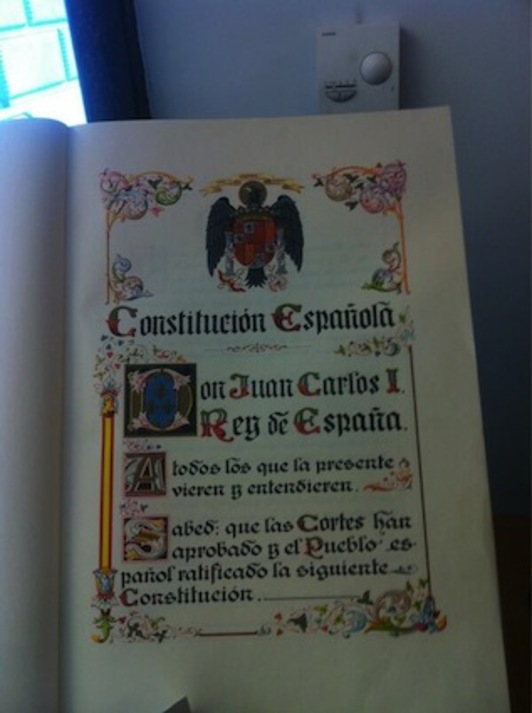 Constitución Española
Don Juan Carlos I.
Rey de España.
A todos los que la presente
vieren y entendieren.
Sabed: que las Cortes han
aprobado y el Pueblo es-
pañol ratificado la siguiente
Constitución.